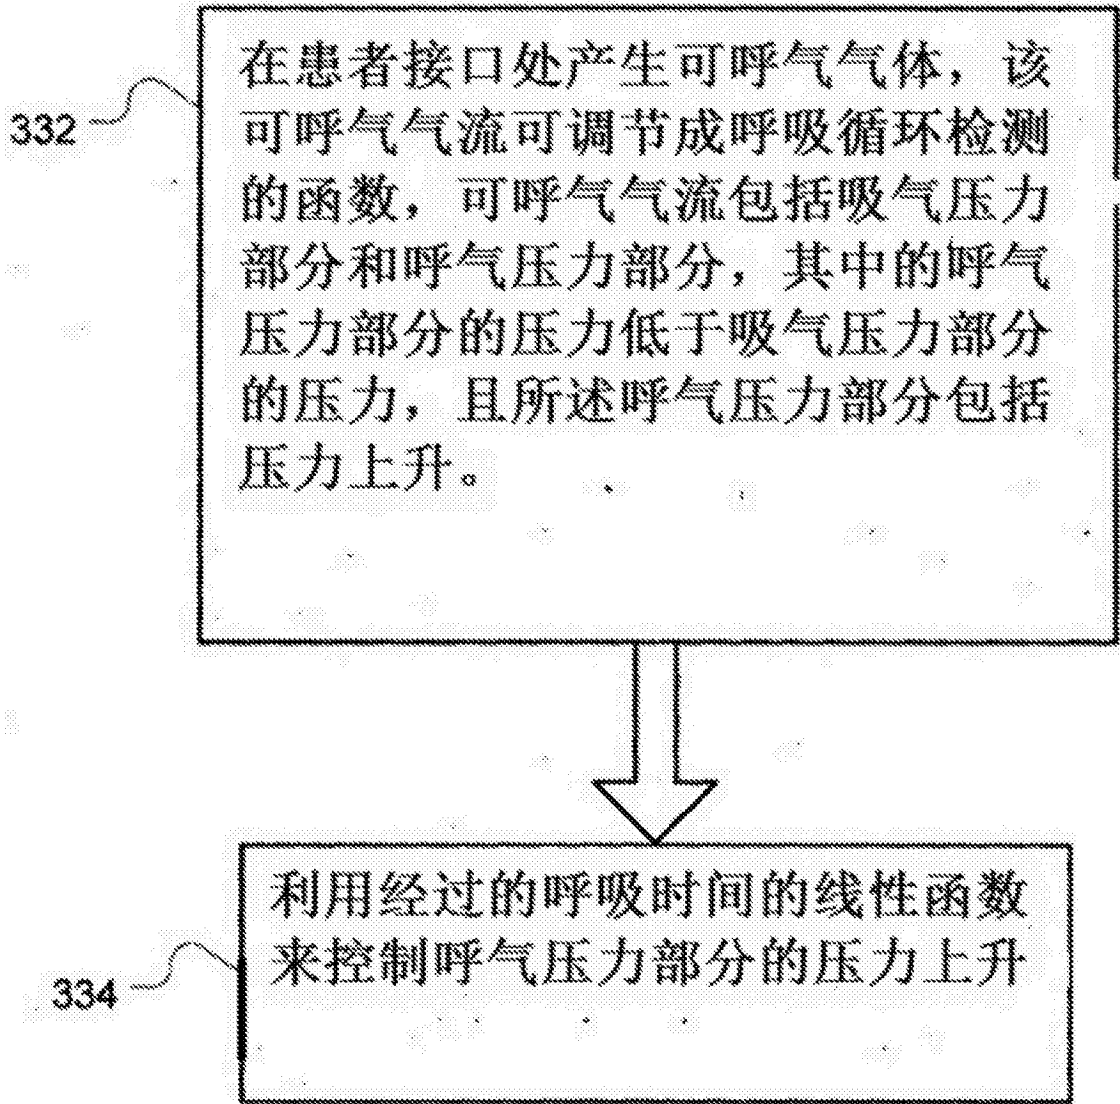 332
在患者接口处产生可呼气气体，该
可呼气气流可调节成呼吸循环检测
的函数，可呼气气流包括吸气压力
部分和呼气压力部分，其中的呼气
压力部分的压力低于吸气压力部分
的压力，且所述呼气压力部分包括
压力上升。
334
利用经过的呼吸时间的线性函数
来控制呼气压力部分的压力上升